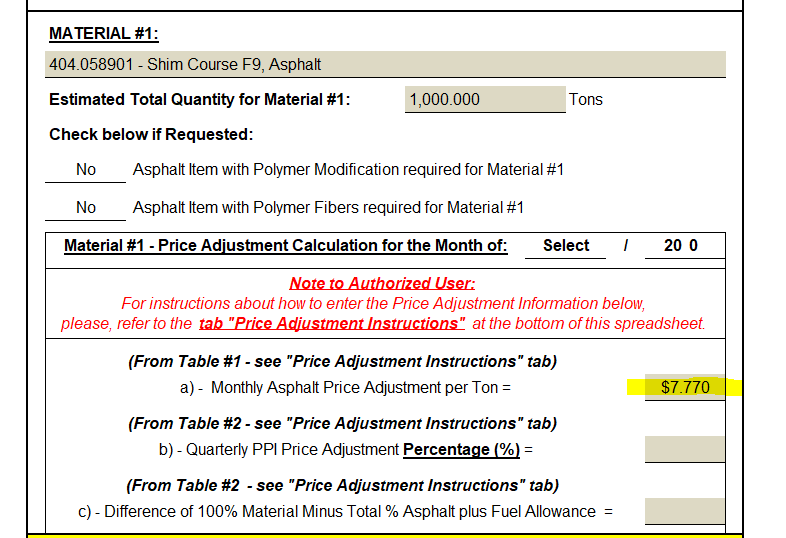 MATERIAL #1:
404.058901 - Shim Course F9, Asphalt
Estimated Total Quantity for Material #1: 1,000.000 Tons
Check below if Requested:
No Asphalt Item with Polymer Modification required for Material #1
No Asphalt Item with Polymer Fibers required for Material #1
Material #1 - Price Adjustment Calculation for the Month of: Select / 20 0
Note to Authorized User:
For instructions about how to enter the Price Adjustment Information below,
please, refer to the tab "Price Adjustment Instructions" at the bottom of this spreadsheet.
(From Table #1 - see "Price Adjustment Instructions" tab)
a) - Monthly Asphalt Price Adjustment per Ton = $7.770
(From Table #2 - see "Price Adjustment Instructions" tab)
b) - Quarterly PPI Price Adjustment Percentage (%) =
(From Table #2 - see "Price Adjustment Instructions" tab)
c) - Difference of 100% Material Minus Total % Asphalt plus Fuel Allowance =